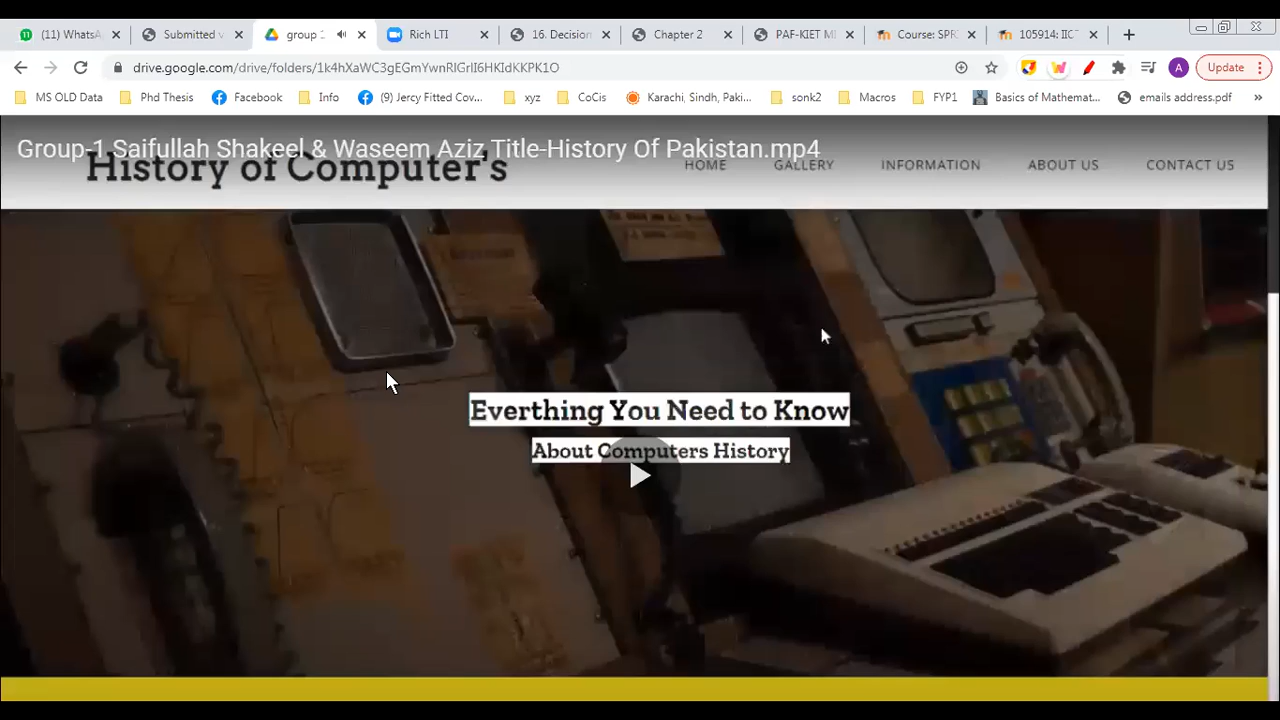 (11) WhatsA
Submitted v
group 1
Rich LTI
16. Decision
Chapter 2
PAF-KIET M
Course: SPR
105914: IIC
drive.google.com/drive/folders/1k4hXaWC3gEGmYwnRlGrlI6HKIdKKPK1O
A
Update
MS OLD Data
Phd Thesis
Facebook
Info
(9) Jercy Fitted Cov...
xyz
CoCis
Karachi, Sindh, Paki...
sonk2
Macros
FYP1
Basics of Mathemat...
emails address.pdf
»
Group-1 Saifullah Shakeel & Waseem Aziz Title-History Of Pakistan.mp4
History of Computer's
HOME
GALLERY
INFORMATION
ABOUT US
CONTACT US
Everthing You Need to Know
About Computers History